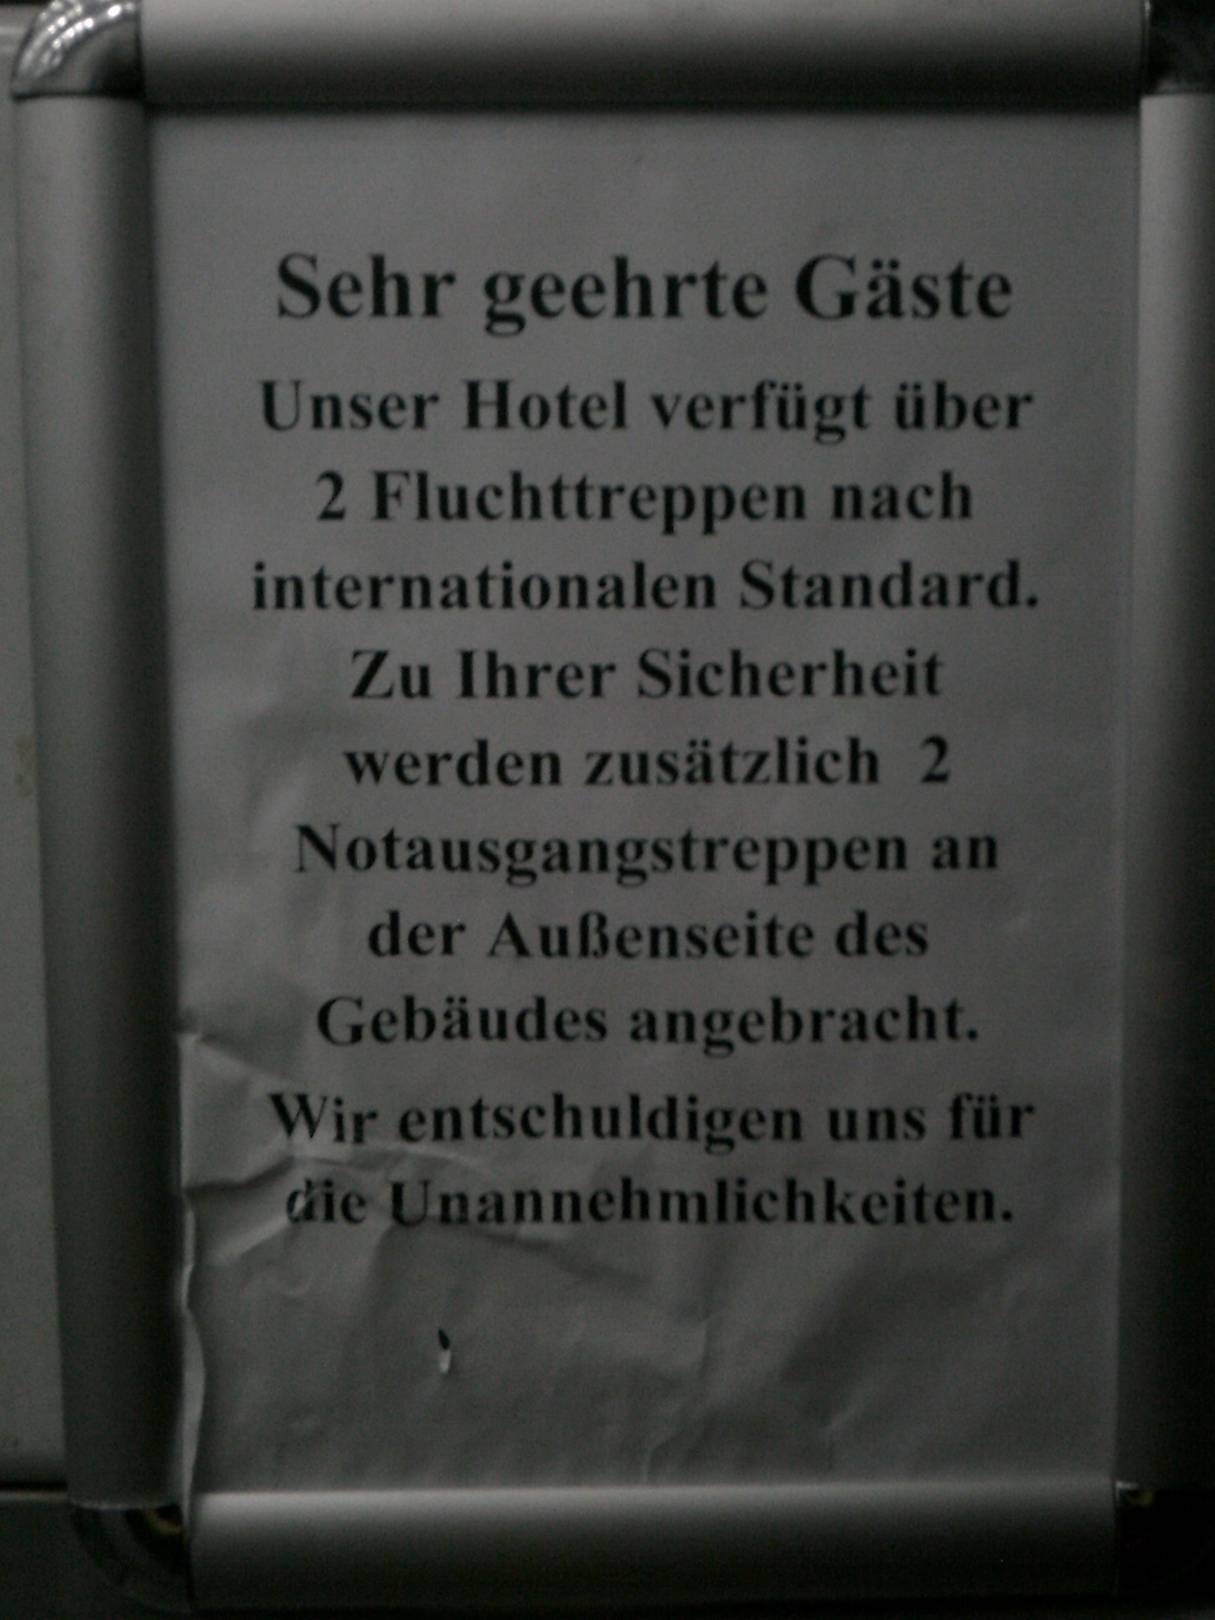 Sehr geehrte Gäste
Unser Hotel verfügt über
2 Fluchttreppen nach
internationalen Standard.
Zu Ihrer Sicherheit
werden zusätzlich 2
Notausgangstreppen an
der Außenseite des
Gebäudes angebracht.
Wir entschuldigen uns für
die Unannehmlichkeiten.